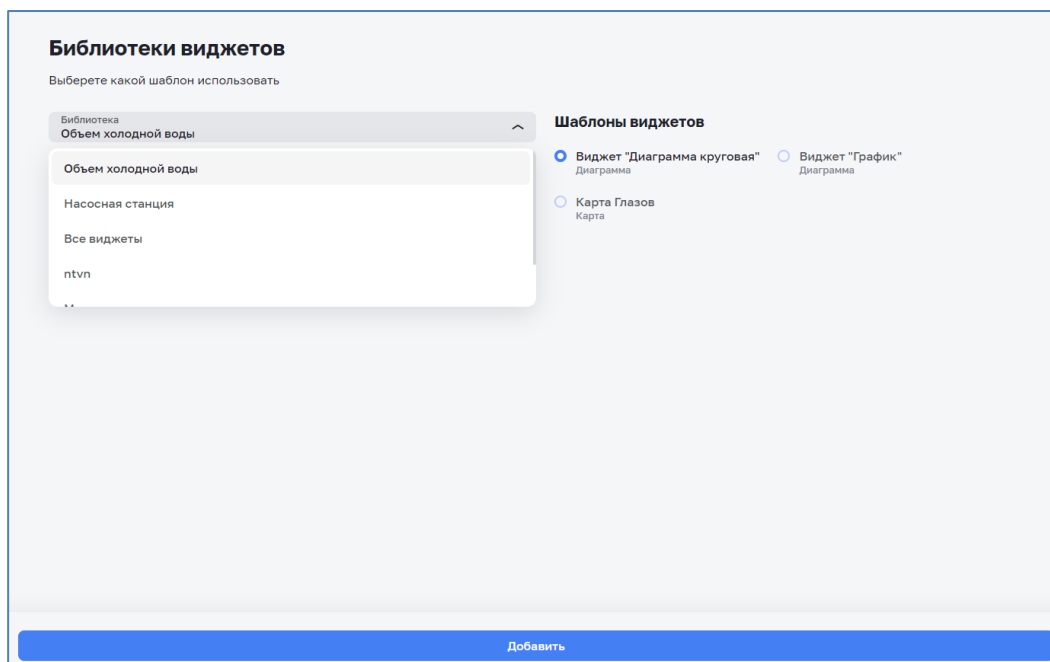 Библиотеки виджетов
Выберете какой шаблон использовать
Библиотека
Объем холодной воды
Объем холодной воды
Насосная станция
Все виджеты
ntvn
Шаблоны виджетов
Виджет "Диаграмма круговая"
Диаграмма
Виджет "График"
Диаграмма
Карта Глазов
Карта
Добавить